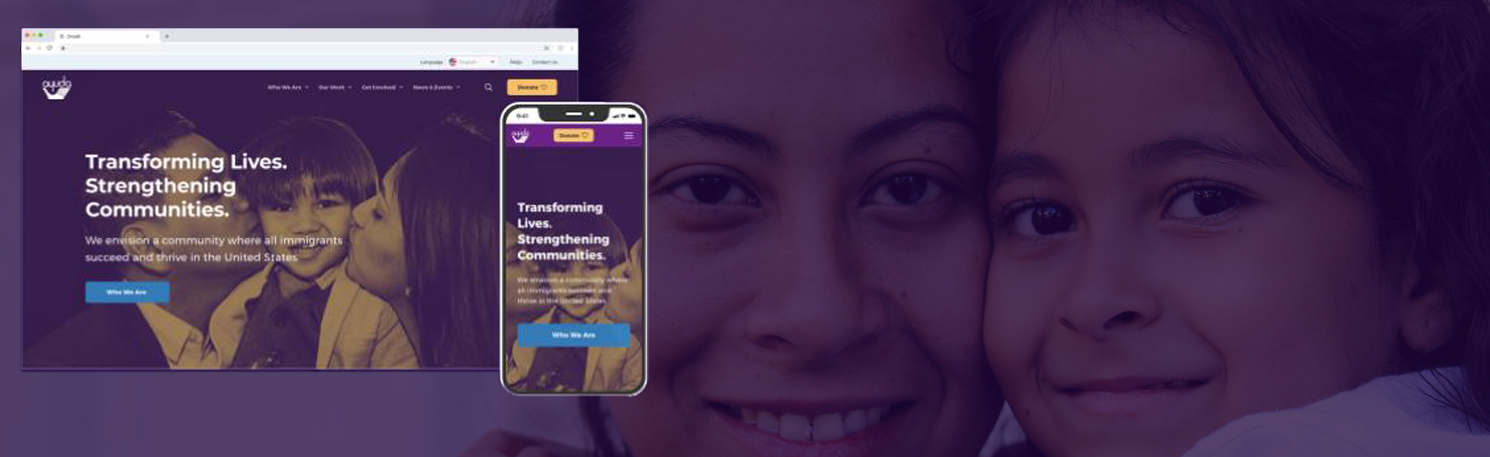 Language English FAQs Contact Us
ayuda
Who We Are Our Work Get Involved News & Events Donate
Transforming Lives.
Strengthening
Communities.
We envision a community where all immigrants
succeed and thrive in the United States
Who We Are
9:41
ayuda Donate
Transforming
Lives.
Strengthening
Communities.
We envision a community where
all immigrants succeed and
thrive in the United States
Who We Are